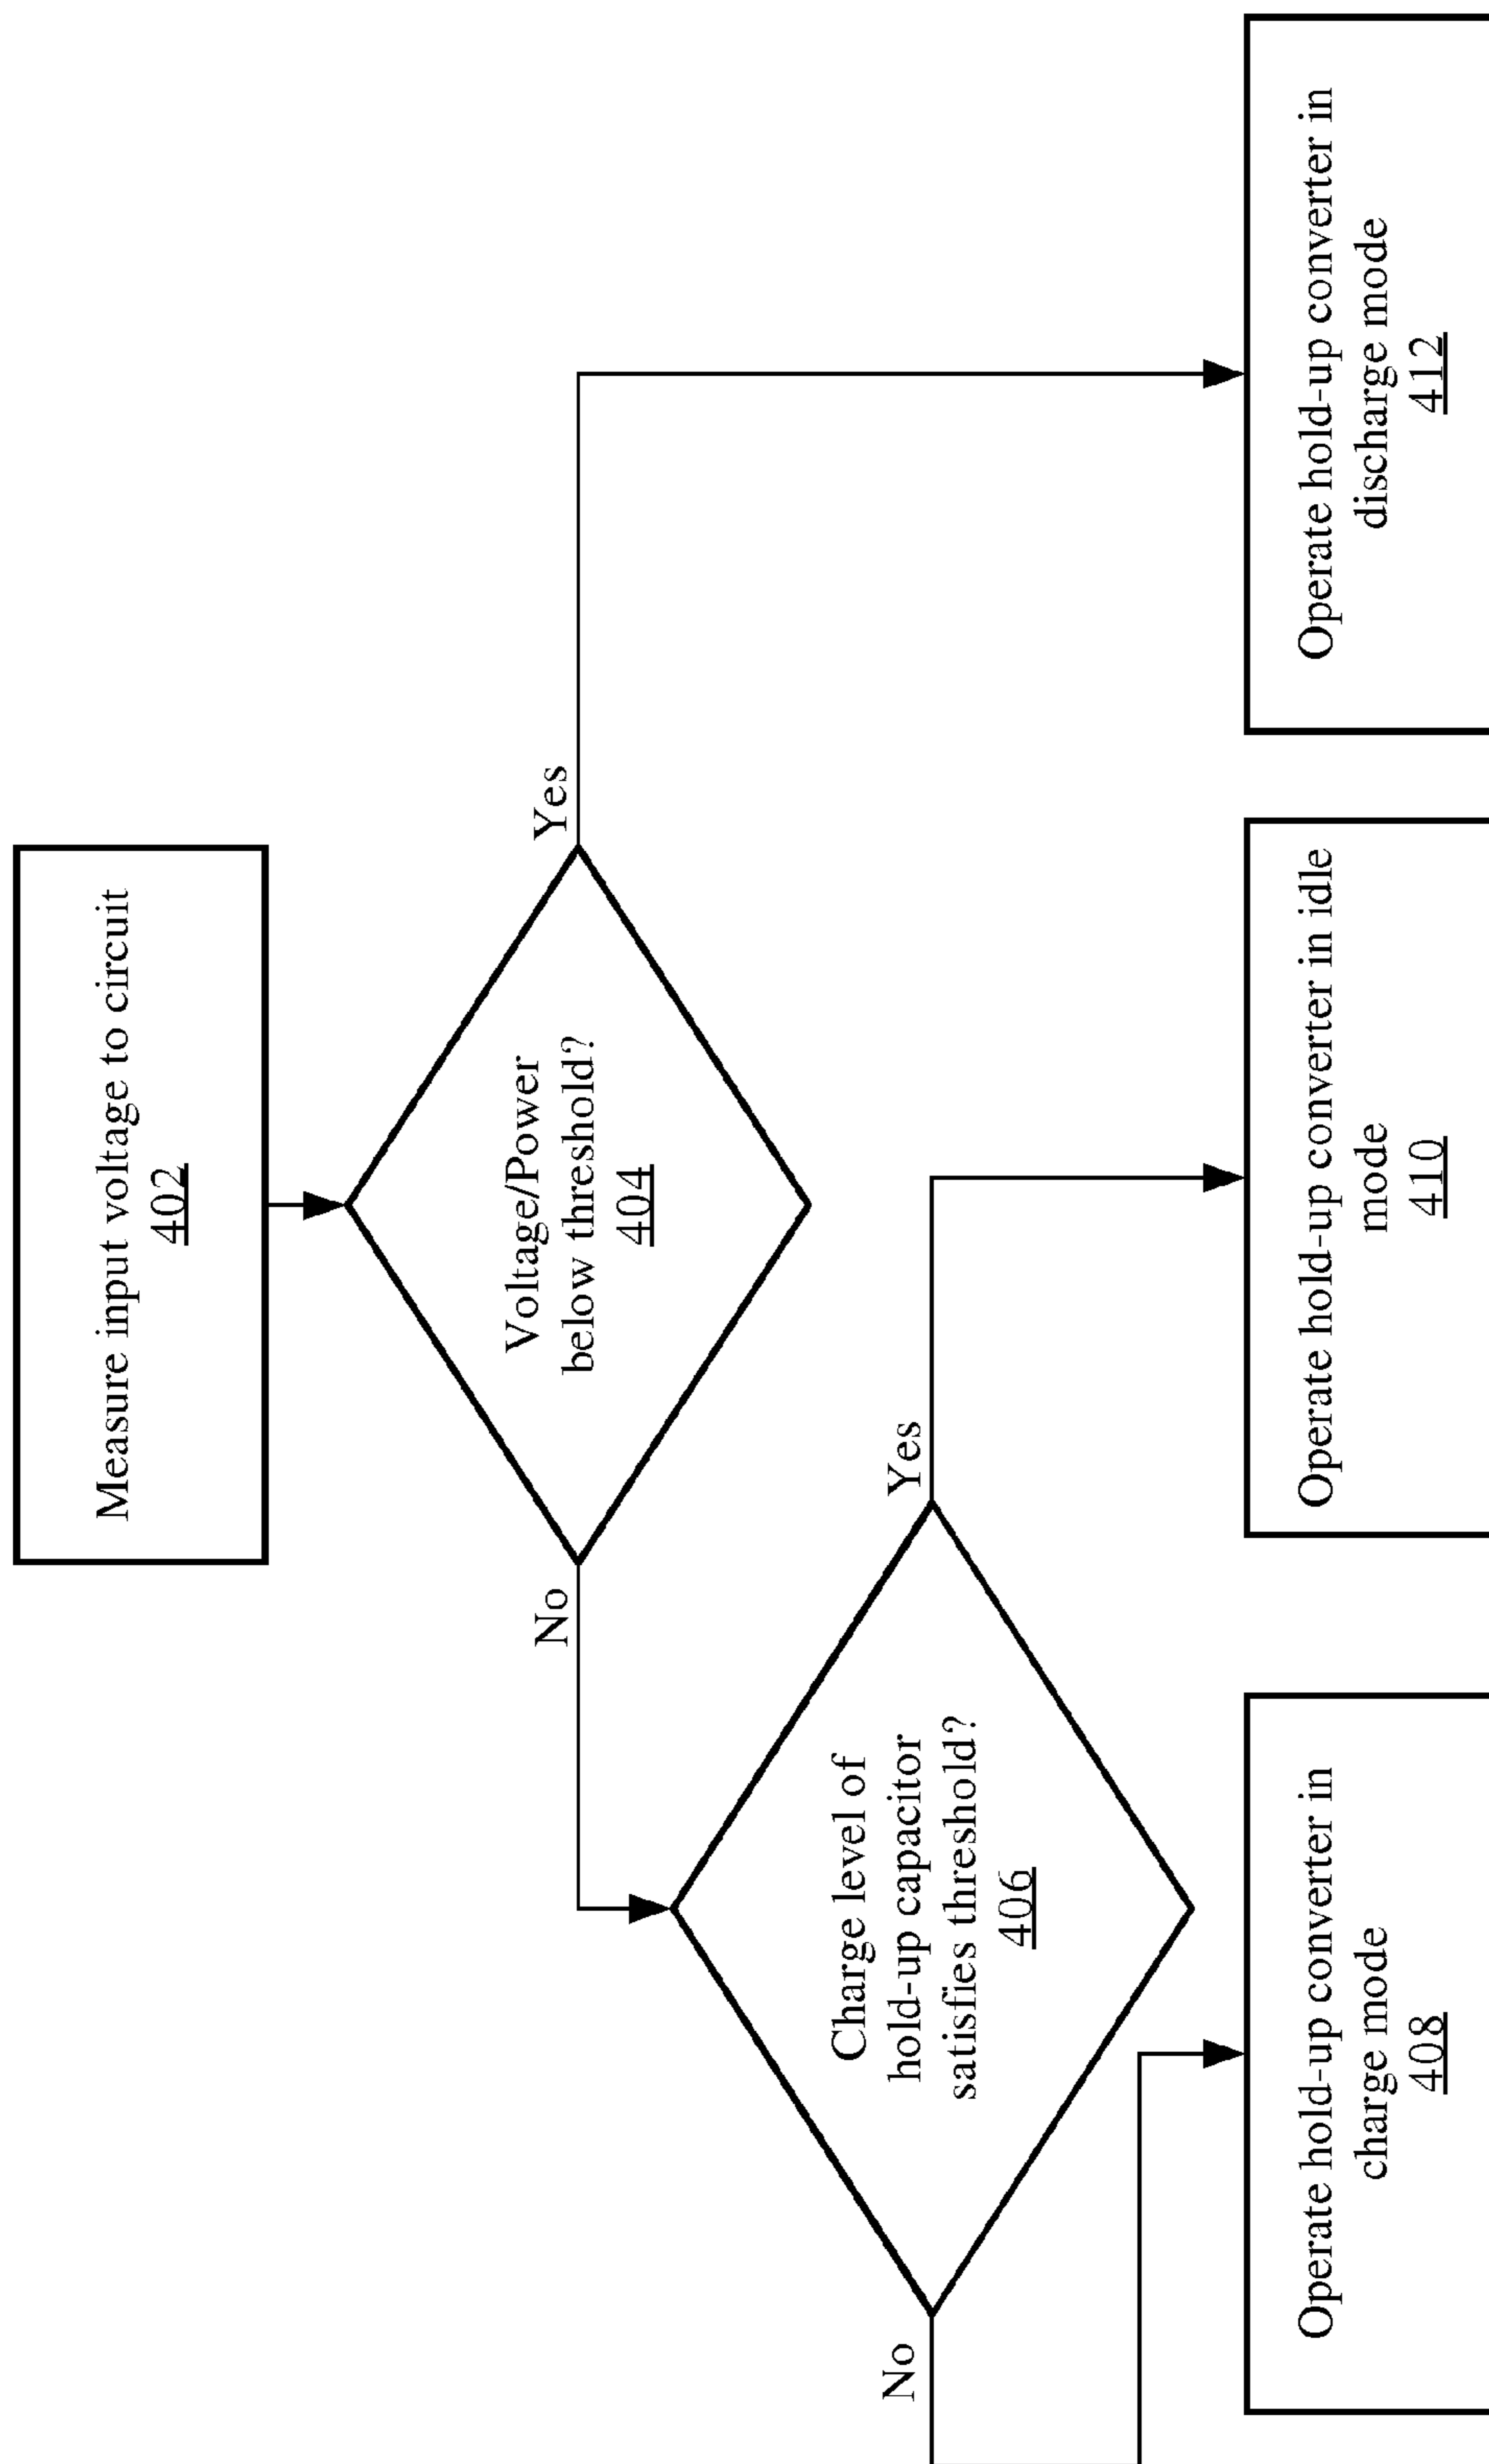 Measure input voltage to circuit
402
Voltage/Power
below threshold?
404
No
Yes
Charge level of
hold-up capacitor
satisfies threshold?
406
No
Yes
Operate hold-up converter in
charge mode
408
Operate hold-up converter in idle
mode
410
Operate hold-up converter in
discharge mode
412